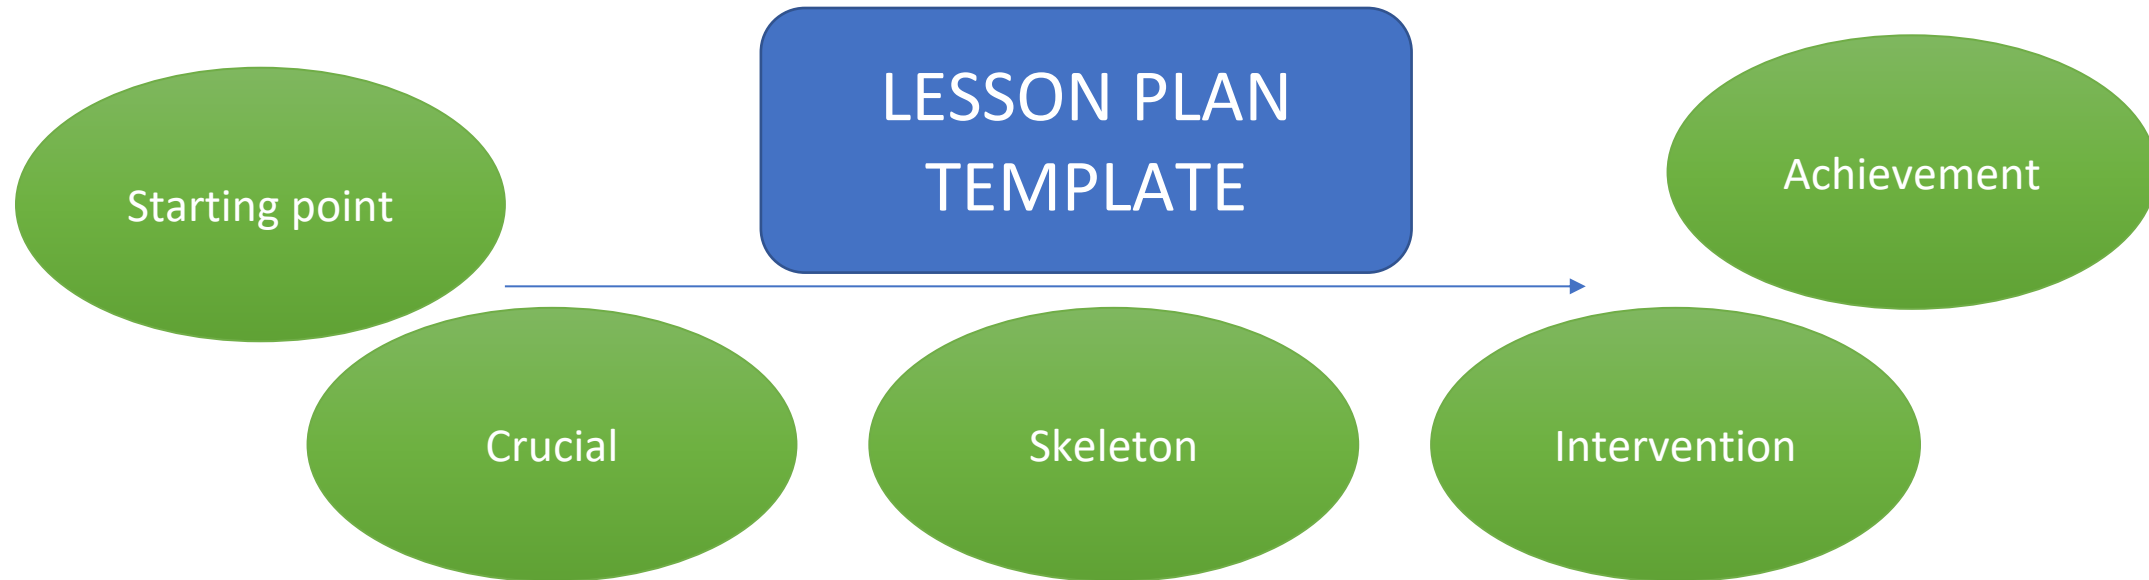 LESSON PLAN
TEMPLATE
Starting point
Achievement
Crucial
Skeleton
Intervention